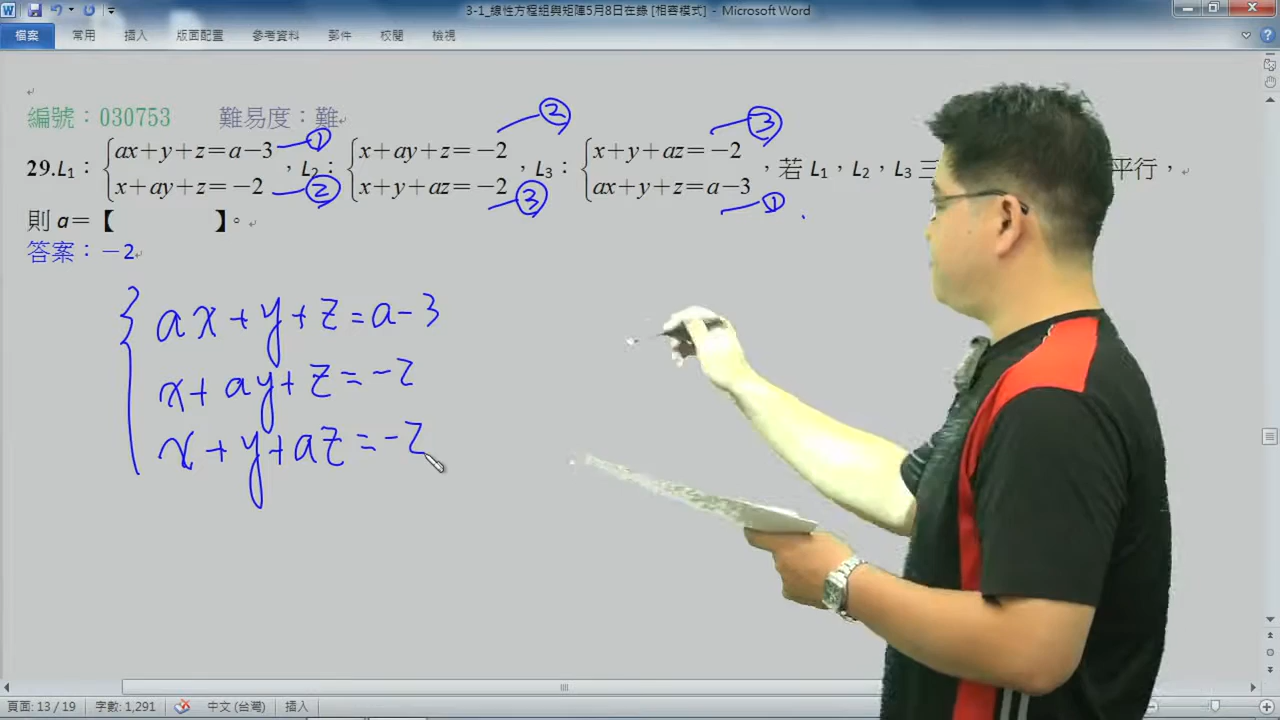 3-1_線性方程組與矩陣5月8日在錄 [相容模式] - Microsoft Word
檔案 常用 插入 版面配置 參考資料 郵件 校閱 檢視
編號：030753 難易度：難
② ③
ax+y+z=a-3 ① x+ay+z=-2 x+y+az=-2
29.L1： ，L2： ，L3： ，若 L1，L2，L3 三 平行，
x+ay+z=-2 ② x+y+az=-2 ③ ax+y+z=a-3 ①
則 a=【 】。
答案：-2
ax+y+z=a-3
x+ay+z=-2
x+y+az=-2
頁面：13 / 19 字數：1,291 中文 (台灣) 插入